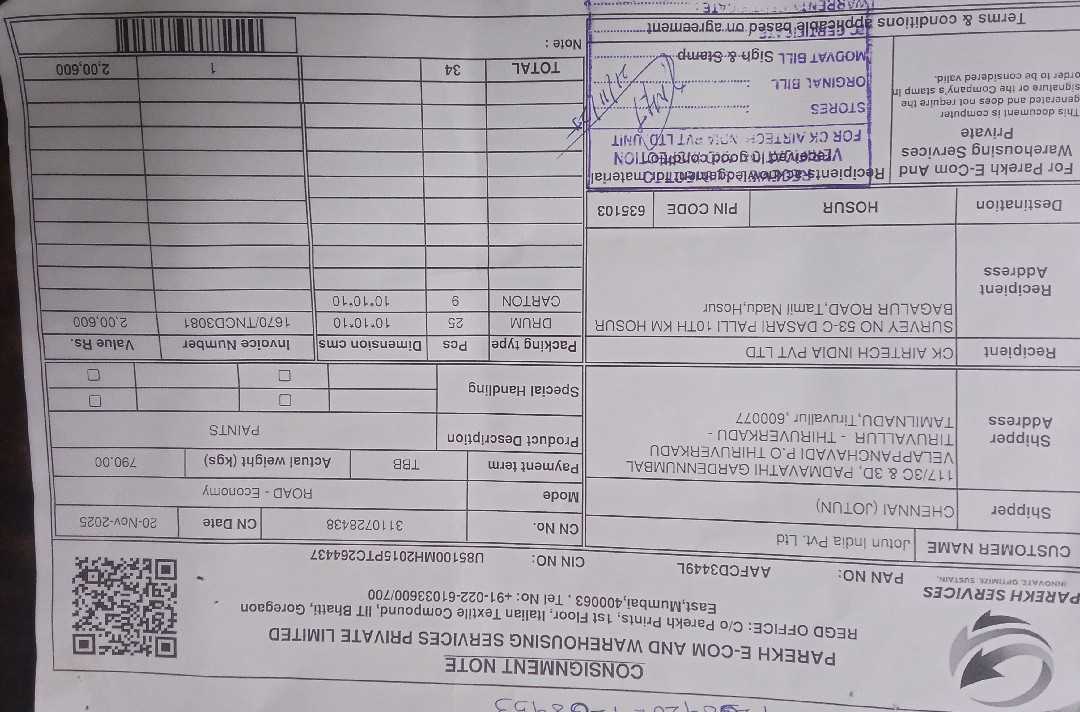 CONSIGNMENT NOTE
PAREKH E-COM AND WAREHOUSING SERVICES PRIVATE LIMITED
REGD OFFICE: C/o Parekh Prints, 1st Floor, Italian Textile Compound, IIT Bhatti, Goregaon
East,Mumbai,400063 . Tel No: +91-022-61033600/700
PAREKH SERVICES
INNOVATE. OPTIMIZE. SUSTAIN.
PAN NO: AAFCD3449L CIN NO: U85100MH2015PTC264437
CUSTOMER NAME Jotun India Pvt. Ltd
CN No. 3110728438 CN Date 20-Nov-2025
Shipper CHENNAI (JOTUN)
Mode ROAD - Economy
Shipper Address
117/3C & 3D, PADMAVATHI GARDENNUMBAL
VELAPPANCHAVADI P.O THIRUVERKADU
TIRUVALLUR - THIRUVERKADU -
TAMILNADU,Tiruvallur ,600077
Payment term TBB Actual weight (kgs) 790.00
Product Description PAINTS
Special Handling
Recipient CK AIRTECH INDIA PVT LTD
Recipient Address
SURVEY NO 53-C DASARI PALLI 10TH KM HOSUR
BAGALUR ROAD,Tamil Nadu,Hosur
Destination HOSUR PIN CODE 635103
Packing type Pcs Dimension cms Invoice Number Value Rs.
DRUM 25 10*10*10 1670/TNCD3081 2,00,600
CARTON 9 10*10*10
TOTAL 34 1 2,00,600
Note :
For Parekh E-Com And
Warehousing Services
Private
This document is computer
generated and does not require the
signature or the Company's stamp in
order to be considered valid.
Recipients acknowledgement for material
received in good condition
FOR CK AIRTECH INDIA PVT LTD UNIT
STORES :
ORGINAL BILL :
MODVAT BILL
Sigh & Stamp
Terms & conditions applicable based on agreement